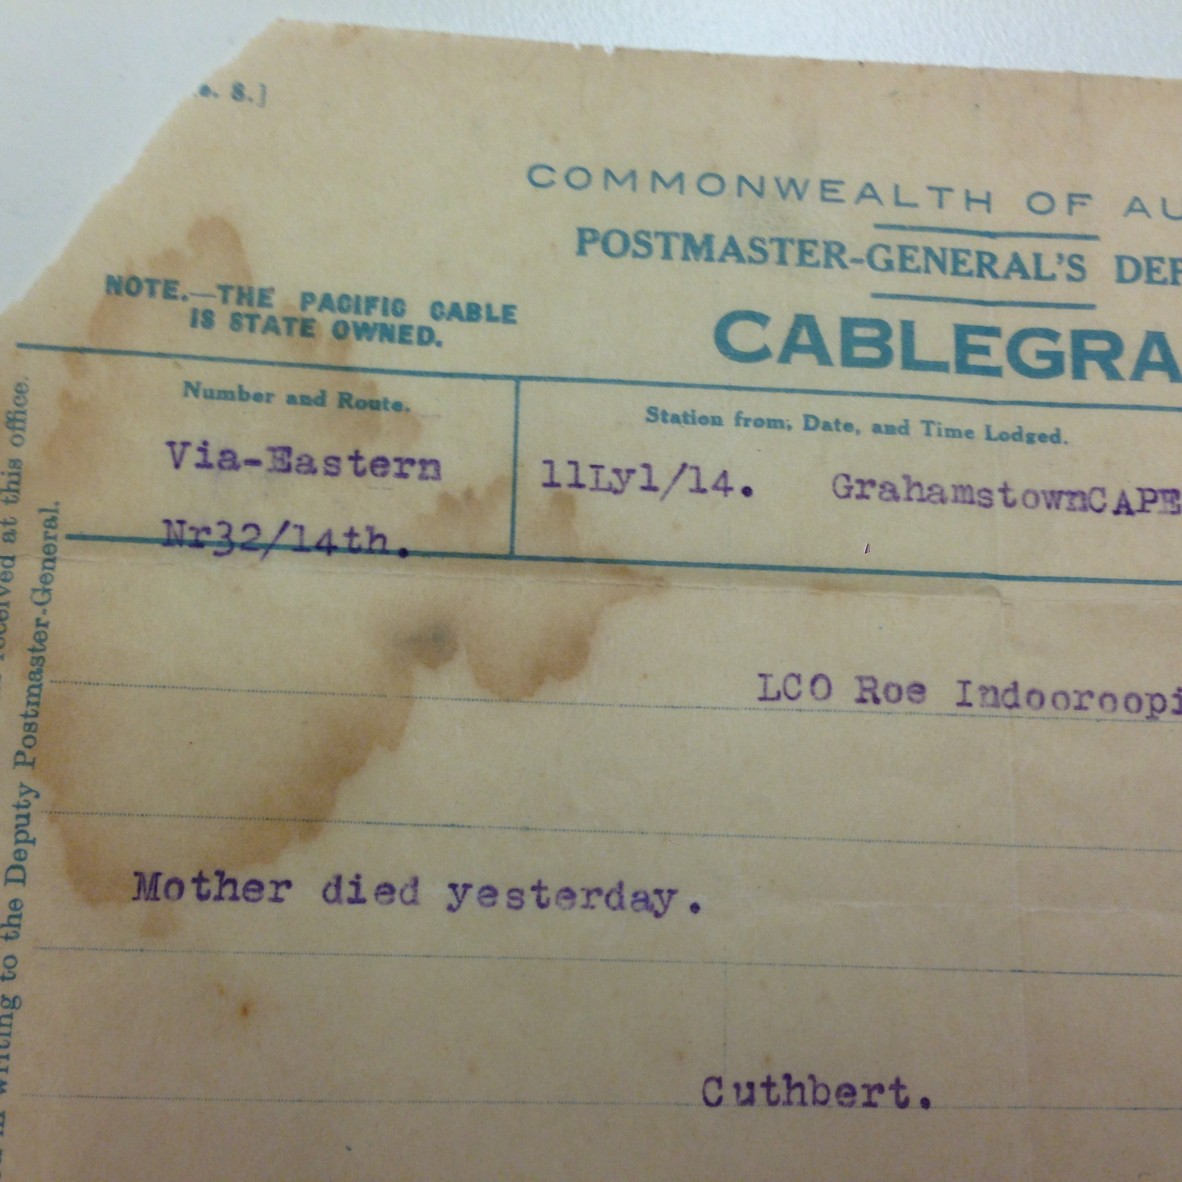 e. S.]
COMMONWEALTH OF AU
POSTMASTER-GENERAL'S DEP
NOTE.—THE PACIFIC CABLE
IS STATE OWNED.
CABLEGRA
Number and Route.
Station from, Date, and Time Lodged.
Via-Eastern
11Ly1/14. GrahamstownCAPE
Nr32/14th.
LCO Roe Indooroopi
Mother died yesterday.
Cuthbert.
received at this office.
in writing to the Deputy Postmaster-General.